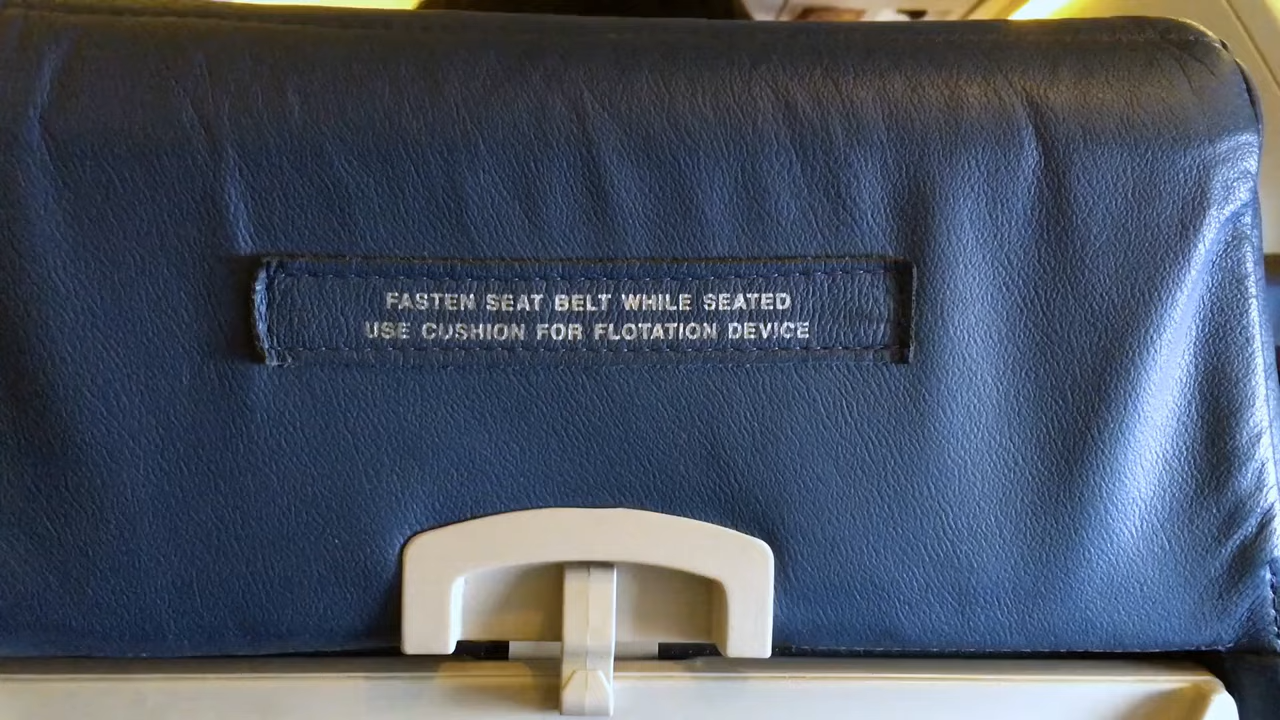 FASTEN SEAT BELT WHILE SEATED
USE CUSHION FOR FLOTATION DEVICE